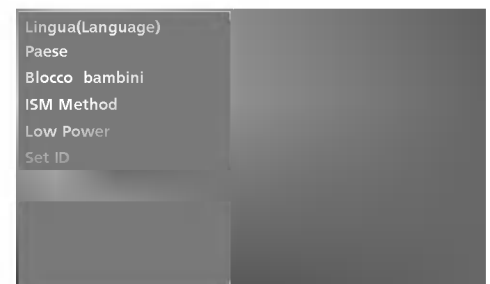 Lingua(Language)
Paese
Blocco bambini
ISM Method
Low Power
Set ID